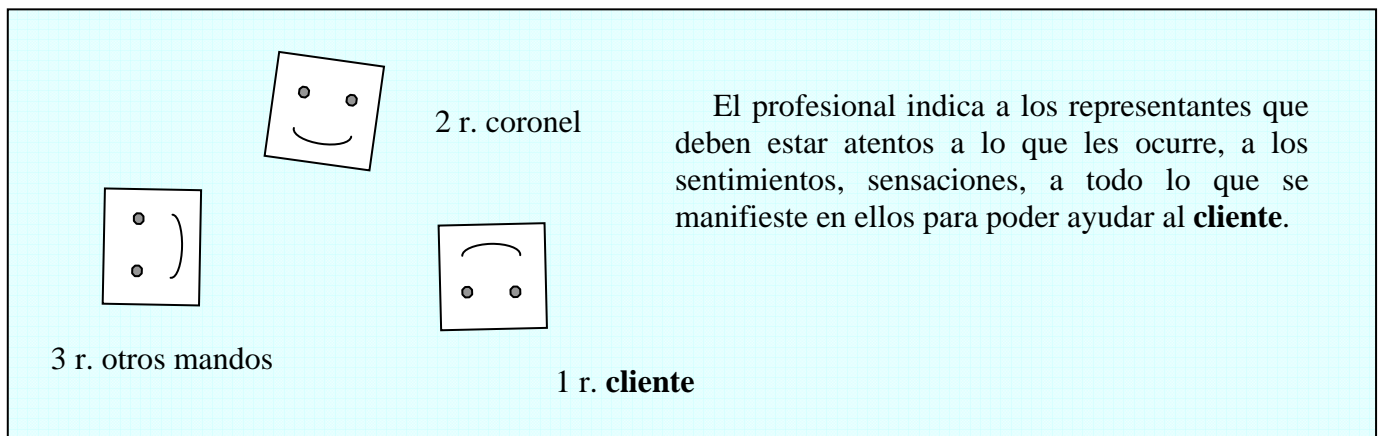 2 r. coronel
El profesional indica a los representantes que
deben estar atentos a lo que les ocurre, a los
sentimientos, sensaciones, a todo lo que se
manifieste en ellos para poder ayudar al cliente.
3 r. otros mandos
1 r. cliente